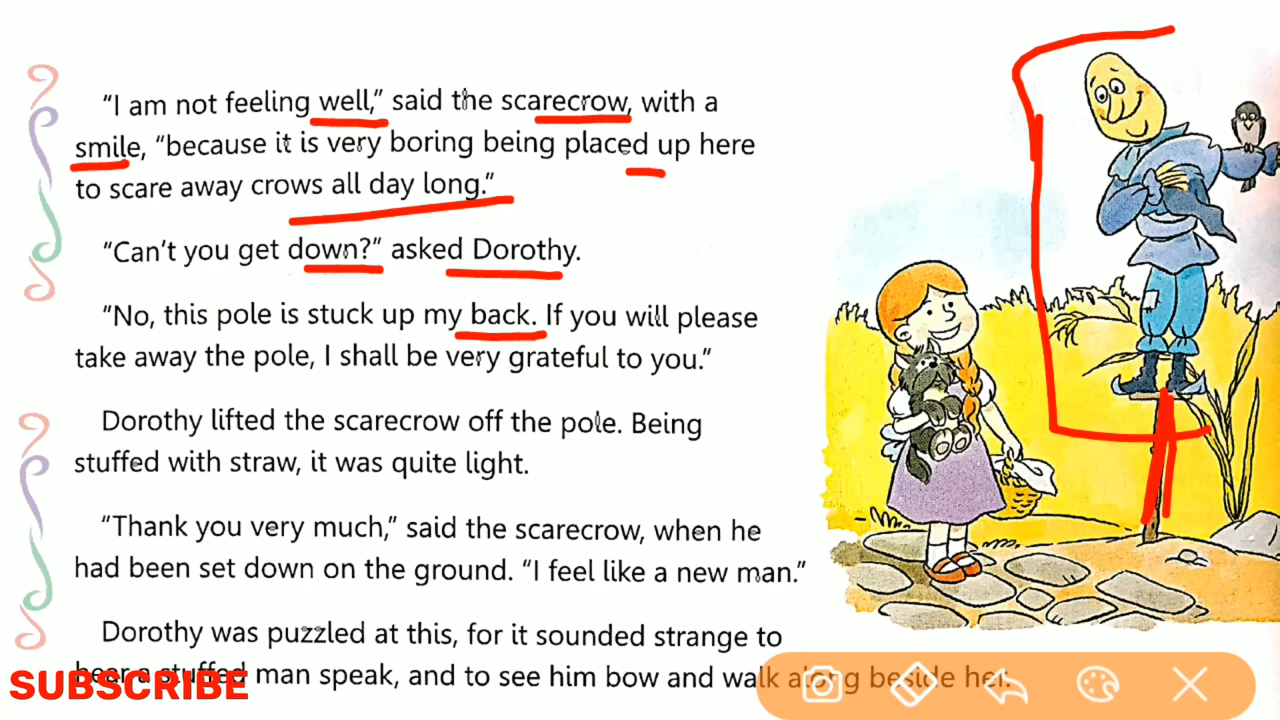 “I am not feeling well,” said the scarecrow, with a
smile, “because it is very boring being placed up here
to scare away crows all day long.”
“Can’t you get down?” asked Dorothy.
“No, this pole is stuck up my back. If you will please
take away the pole, I shall be very grateful to you.”
Dorothy lifted the scarecrow off the pole. Being
stuffed with straw, it was quite light.
“Thank you very much,” said the scarecrow, when he
had been set down on the ground. “I feel like a new man.”
Dorothy was puzzled at this, for it sounded strange to
hear a stuffed man speak, and to see him bow and walk along beside her.
SUBSCRIBE